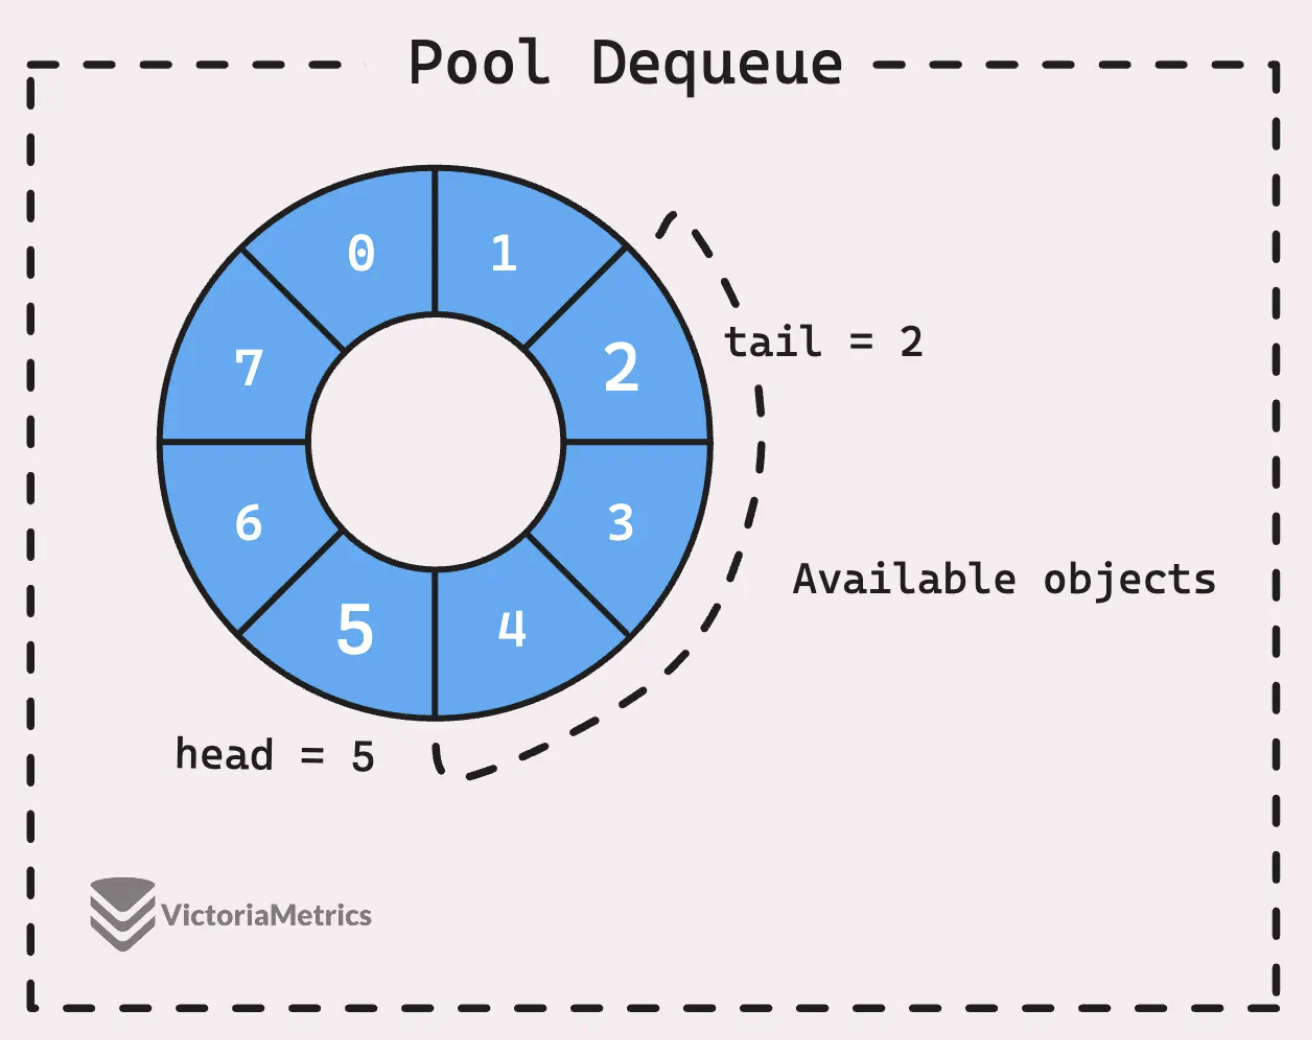 Pool Dequeue
0
1
7
2
tail = 2
6
3
Available objects
5
4
head = 5
VictoriaMetrics